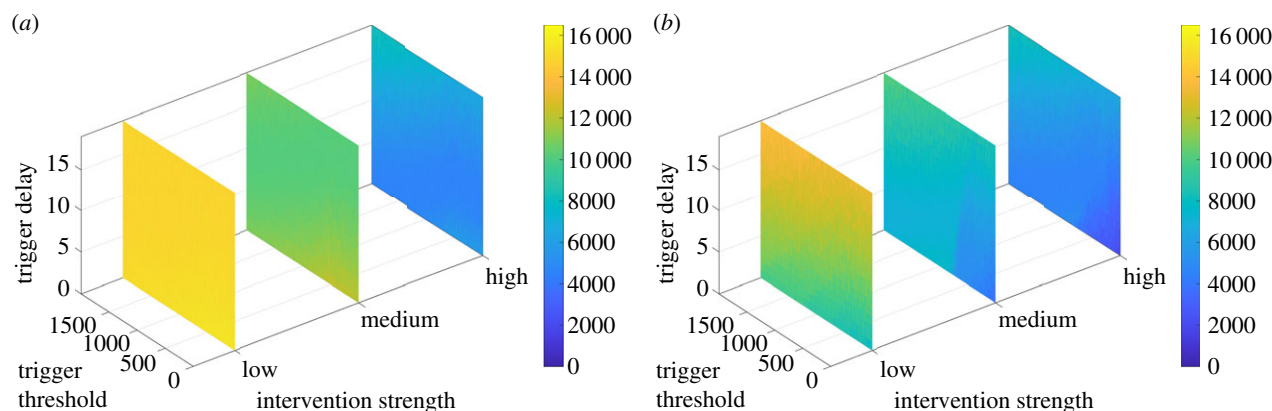 (a)
16 000
14 000
12 000
10 000
8000
6000
4000
2000
0
trigger delay
15
10
5
0
1500
1000
500
0
trigger
threshold
low
medium
high
intervention strength
(b)
16 000
14 000
12 000
10 000
8000
6000
4000
2000
0
trigger delay
15
10
5
0
1500
1000
500
0
trigger
threshold
low
medium
high
intervention strength